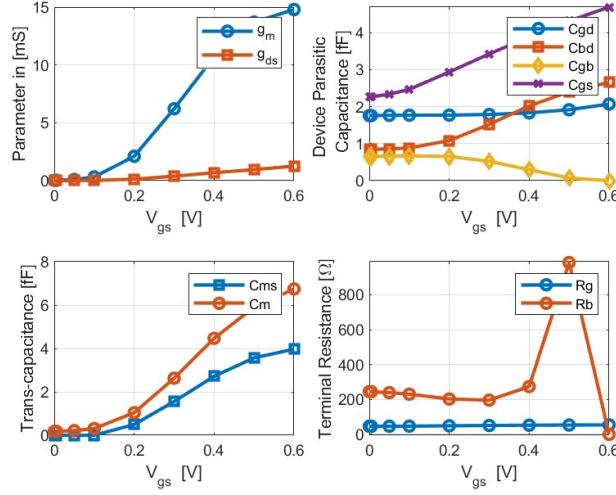 15
10
5
0
Parameter in [mS]
g_m
g_ds
0 0.2 0.4 0.6
V_gs [V]
4
3
2
1
0
Device Parasitic
Capacitance [fF]
Cgd
Cbd
Cgb
Cgs
0 0.2 0.4 0.6
V_gs [V]
8
6
4
2
0
Trans-capacitance [fF]
Cms
Cm
0 0.2 0.4 0.6
V_gs [V]
800
600
400
200
0
Terminal Resistance [Ω]
Rg
Rb
0 0.2 0.4 0.6
V_gs [V]